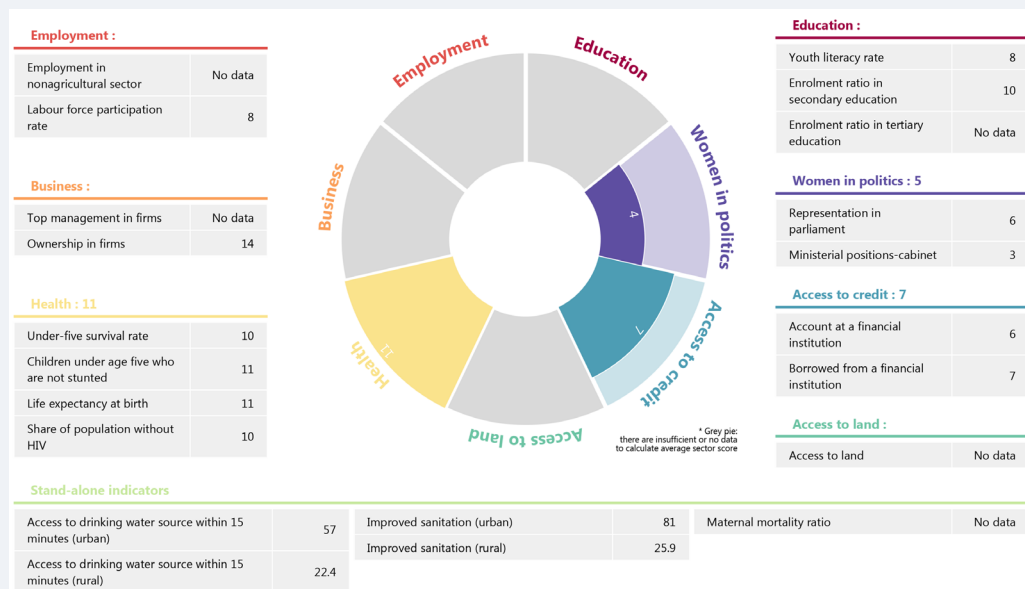 Employment :
Employment in
nonagricultural sector
No data
Labour force participation
rate
8
Business :
Top management in firms
No data
Ownership in firms
14
Health : 11
Under-five survival rate
10
Children under age five who
are not stunted
11
Life expectancy at birth
11
Share of population without
HIV
10
Employment
Education
Women in politics
Access to credit
Access to land
Health
Business
4
7
11
* Grey pie:
there are insufficient or no data
to calculate average sector score
Education :
Youth literacy rate
8
Enrolment ratio in
secondary education
10
Enrolment ratio in tertiary
education
No data
Women in politics : 5
Representation in
parliament
6
Ministerial positions-cabinet
3
Access to credit : 7
Account at a financial
institution
6
Borrowed from a financial
institution
7
Access to land :
Access to land
No data
Stand-alone indicators
Access to drinking water source within 15
minutes (urban)
57
Access to drinking water source within 15
minutes (rural)
22.4
Improved sanitation (urban)
81
Improved sanitation (rural)
25.9
Maternal mortality ratio
No data